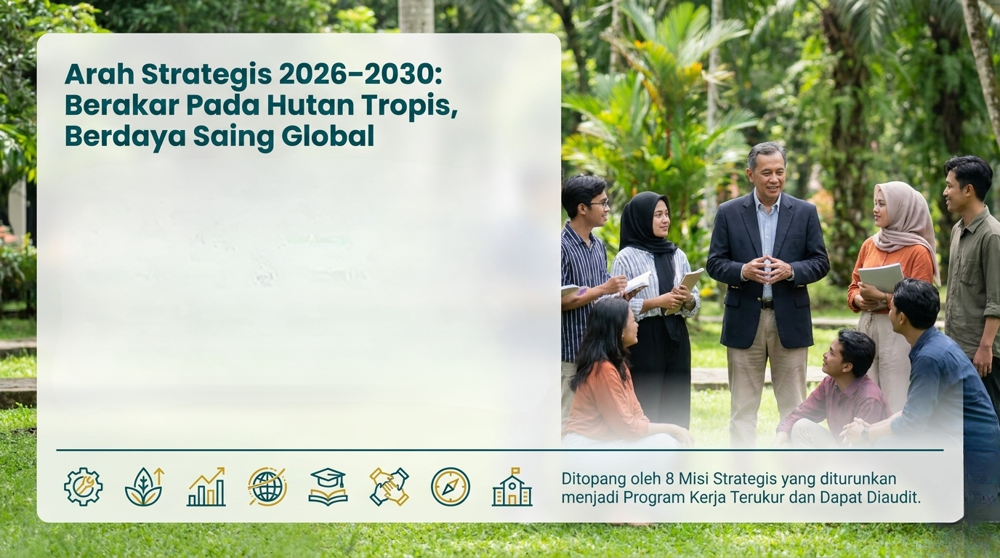 Arah Strategis 2026–2030:
Berakar Pada Hutan Tropis,
Berdaya Saing Global
Ditopang oleh 8 Misi Strategis yang diturunkan
menjadi Program Kerja Terukur dan Dapat Diaudit.